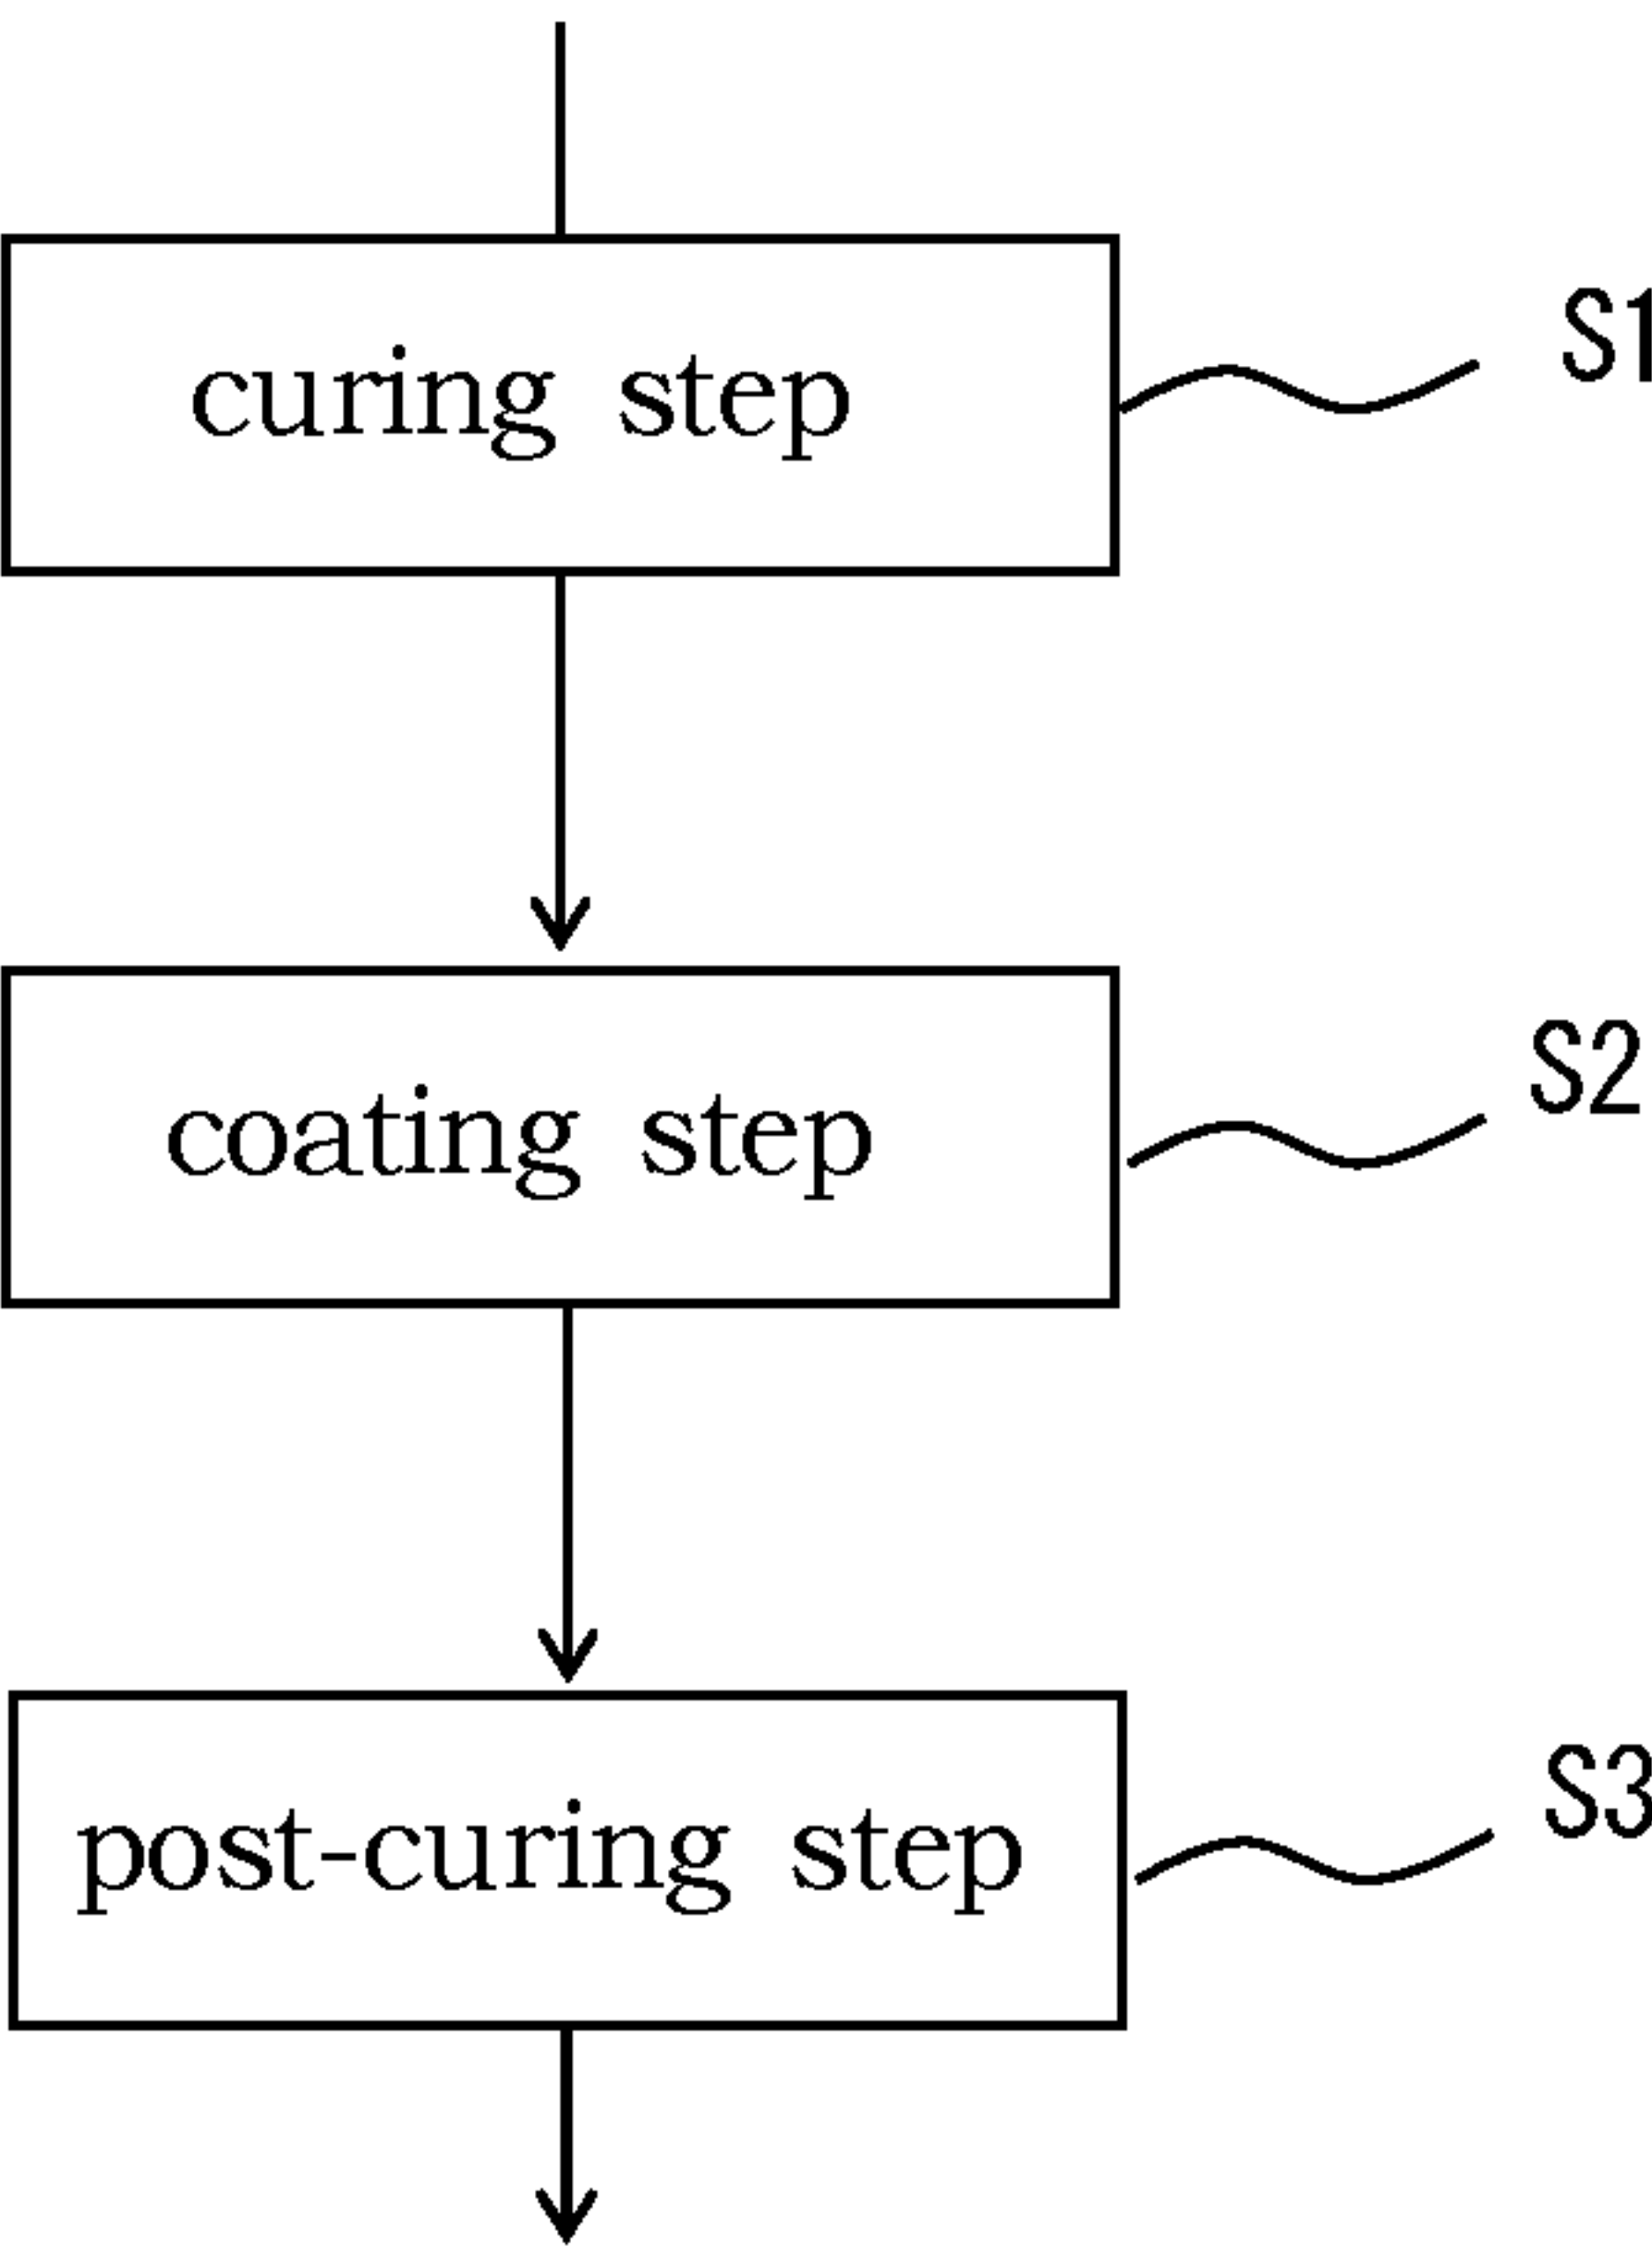 curing step
S1
coating step
S2
post-curing step
S3